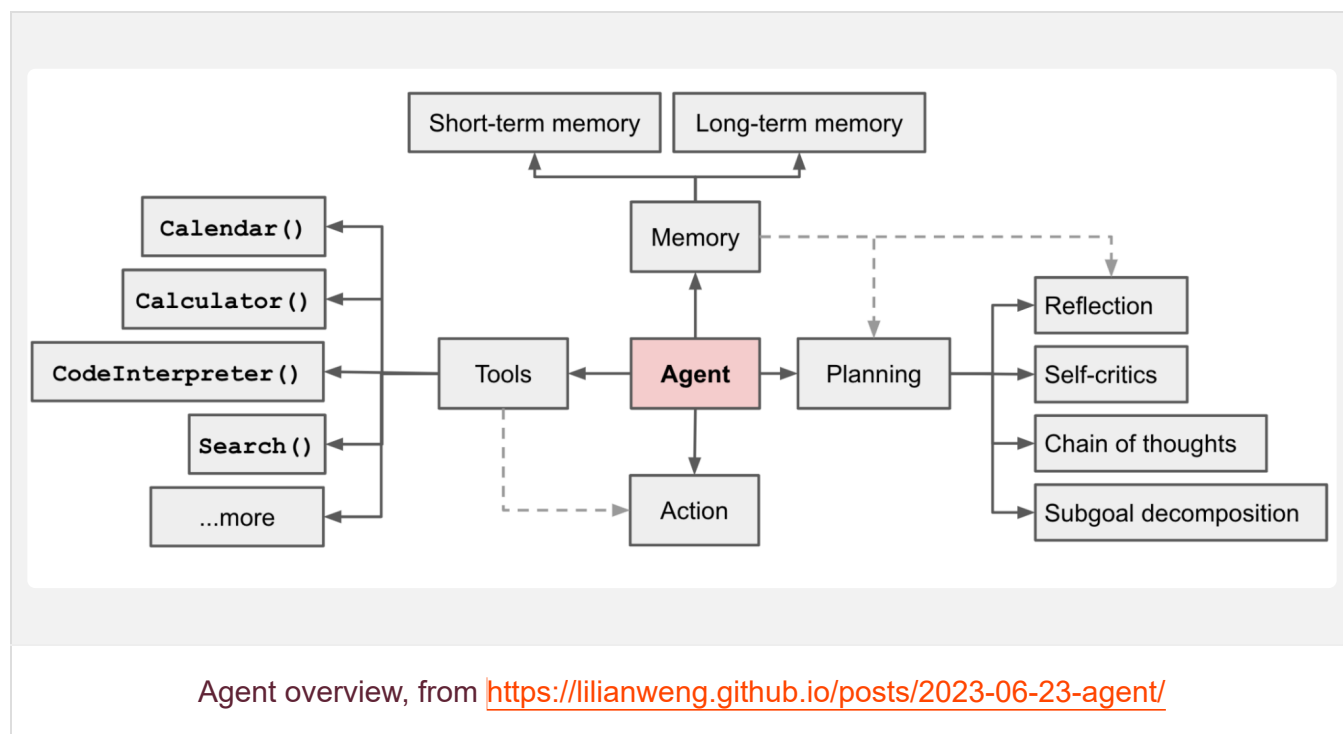 Short-term memory
Long-term memory
Calendar()
Memory
Calculator()
Reflection
CodeInterpreter()
Tools
Agent
Planning
Self-critics
Search()
Chain of thoughts
...more
Action
Subgoal decomposition
Agent overview, from https://lilianweng.github.io/posts/2023-06-23-agent/